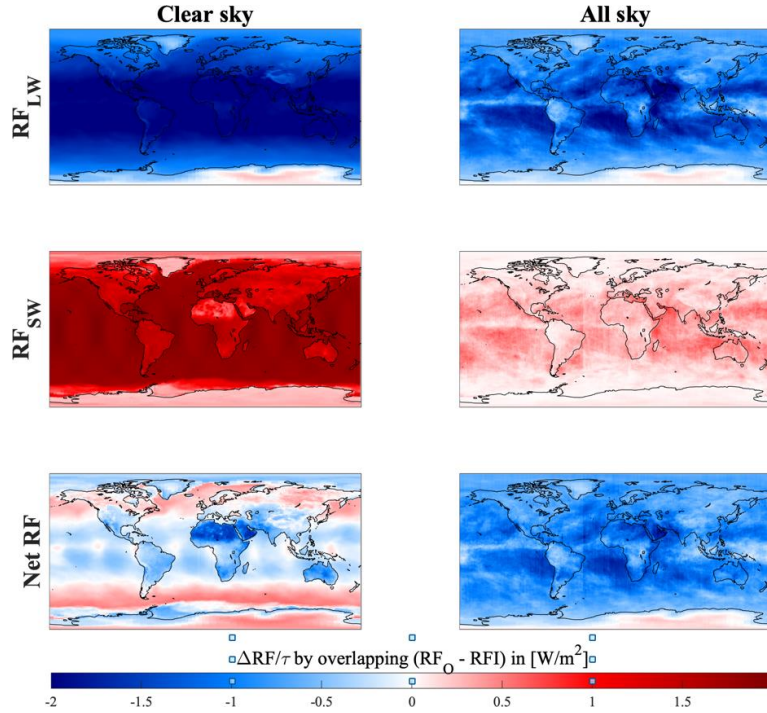 Clear sky
All sky
RF_LW
RF_SW
Net RF
ΔRF/τ by overlapping (RF_O - RFI) in [W/m²]
-2 -1.5 -1 -0.5 0 0.5 1 1.5